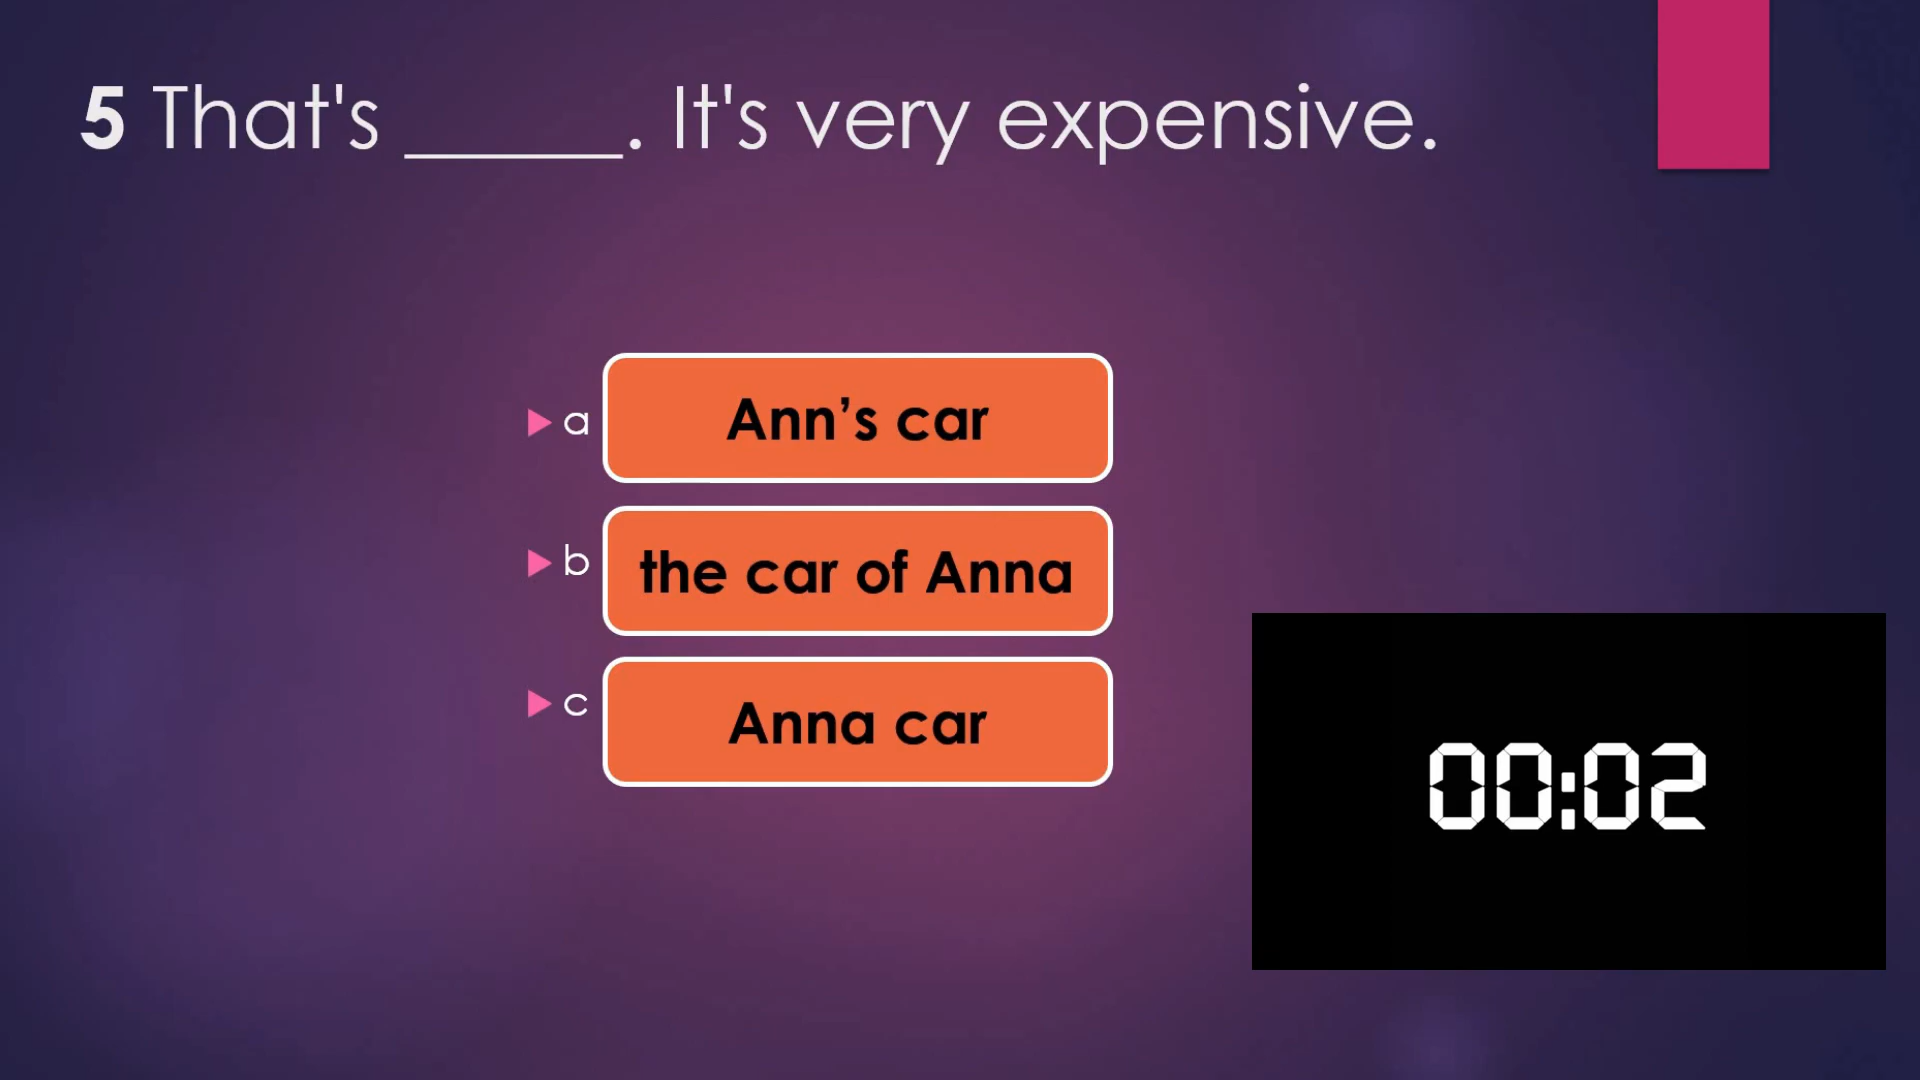 5 That's ______. It's very expensive.
a Ann’s car
b the car of Anna
c Anna car
00:02